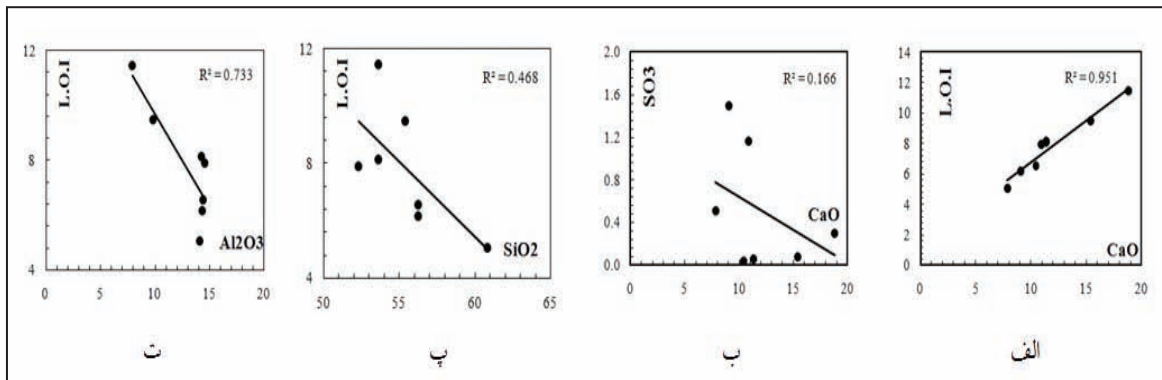 12
8
4
L.O.I
R² = 0.733
Al2O3
0 5 10 15 20
ت
12
8
4
L.O.I
R² = 0.468
SiO2
50 55 60 65
پ
2.0
1.6
1.2
0.8
0.4
0.0
SO3
R² = 0.166
CaO
0 5 10 15 20
ب
14
12
10
8
6
4
2
0
L.O.I
R² = 0.951
CaO
0 5 10 15 20
الف